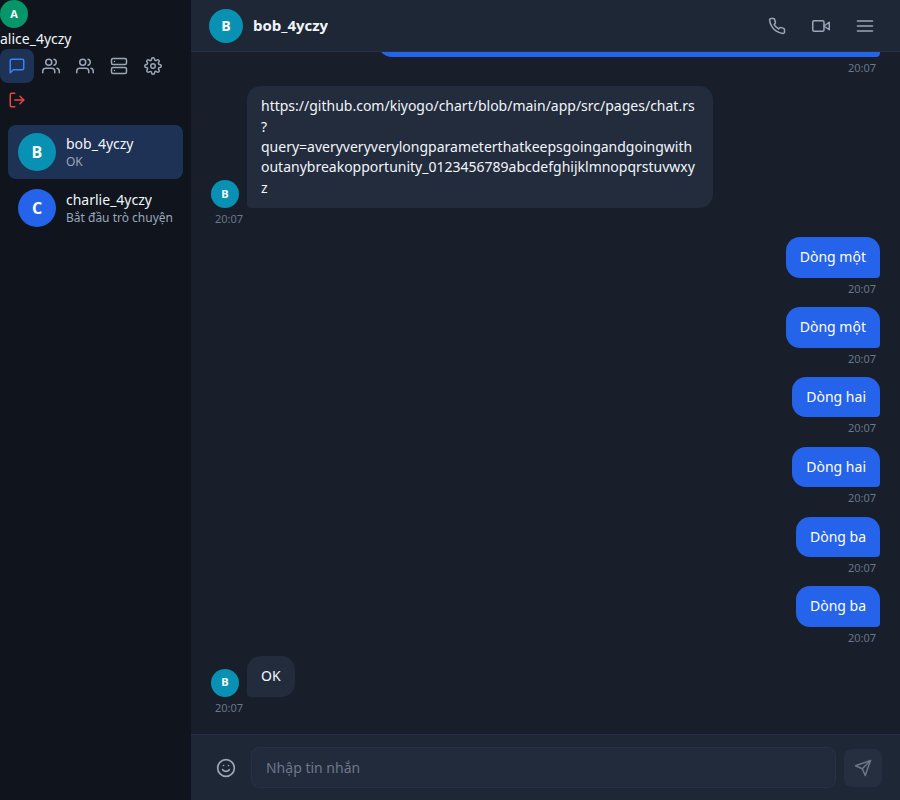 A
alice_4yczy
B
bob_4yczy
OK
C
charlie_4yczy
Bắt đầu trò chuyện
B
bob_4yczy
20:07
https://github.com/kiyogo/chart/blob/main/app/src/pages/chat.rs
?
query=averyveryverylongparameterthatkeepsgoingandgoingwith
outanybreakopportunity_0123456789abcdefghijklmnopqrstuvwxy
z
B
20:07
Dòng một
20:07
Dòng một
20:07
Dòng hai
20:07
Dòng hai
20:07
Dòng ba
20:07
Dòng ba
20:07
OK
B
20:07
Nhập tin nhắn